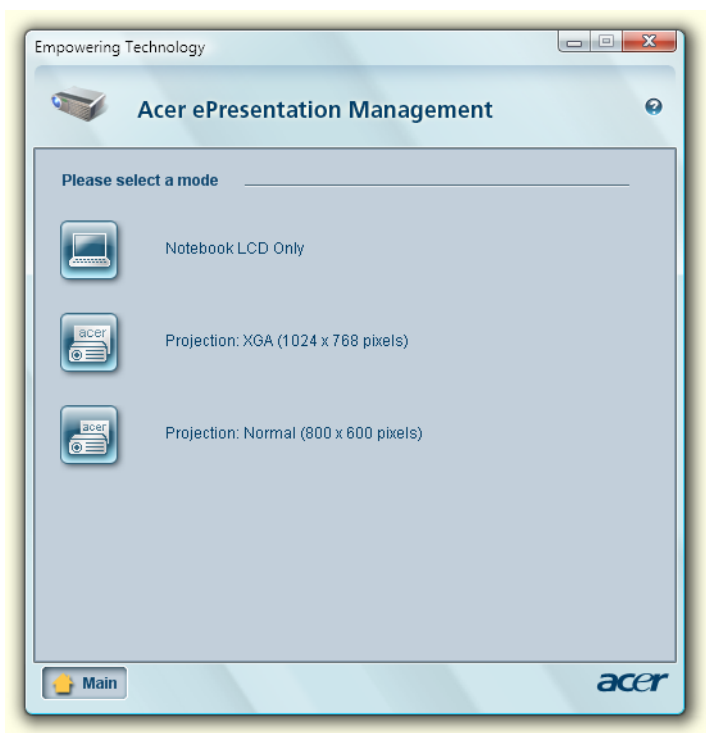 Empowering Technology
Acer ePresentation Management
Please select a mode
Notebook LCD Only
acer
Projection: XGA (1024 x 768 pixels)
acer
Projection: Normal (800 x 600 pixels)
Main
acer